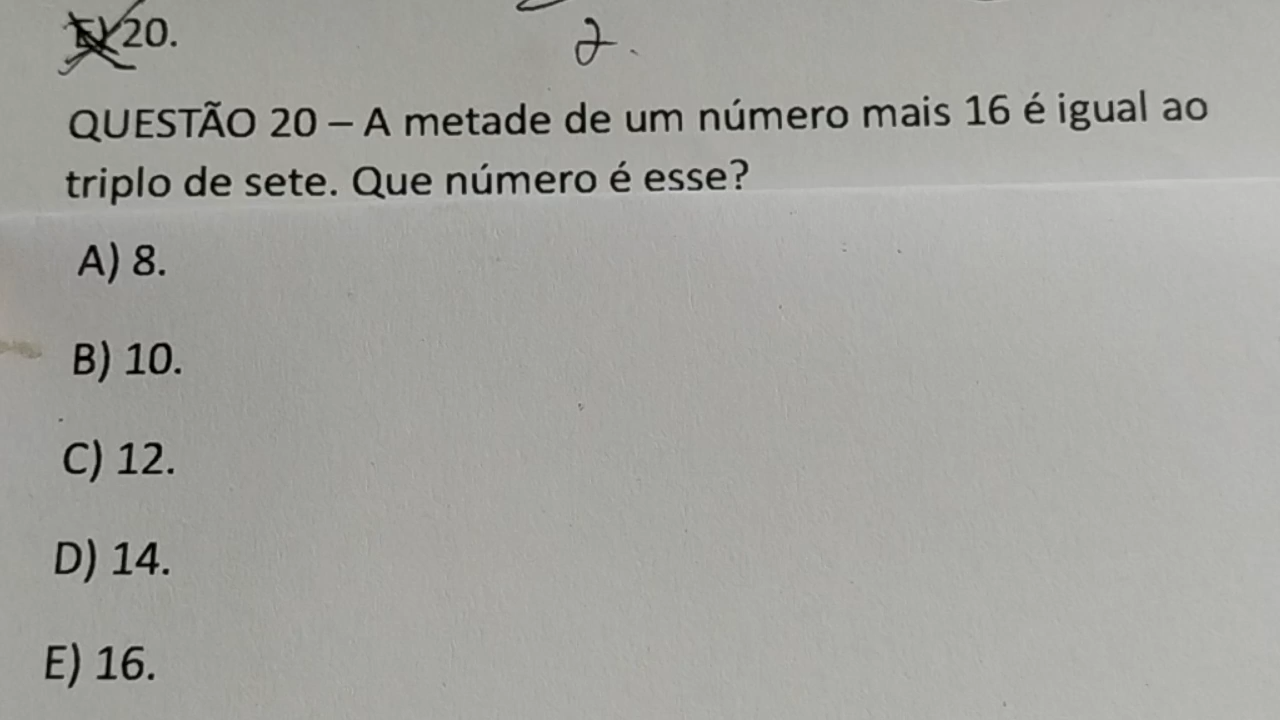 E) 20.
2.
QUESTÃO 20 – A metade de um número mais 16 é igual ao
triplo de sete. Que número é esse?
A) 8.
B) 10.
C) 12.
D) 14.
E) 16.